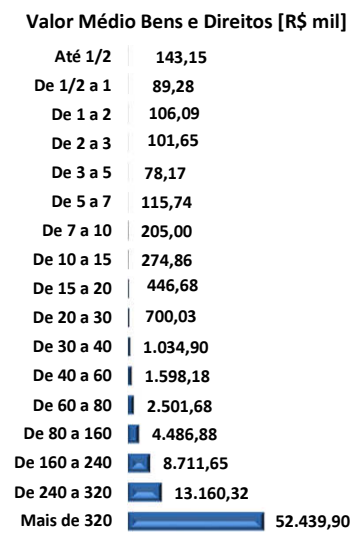 Valor Médio Bens e Direitos [R$ mil]
Até 1/2 143,15
De 1/2 a 1 89,28
De 1 a 2 106,09
De 2 a 3 101,65
De 3 a 5 78,17
De 5 a 7 115,74
De 7 a 10 205,00
De 10 a 15 274,86
De 15 a 20 446,68
De 20 a 30 700,03
De 30 a 40 1.034,90
De 40 a 60 1.598,18
De 60 a 80 2.501,68
De 80 a 160 4.486,88
De 160 a 240 8.711,65
De 240 a 320 13.160,32
Mais de 320 52.439,90